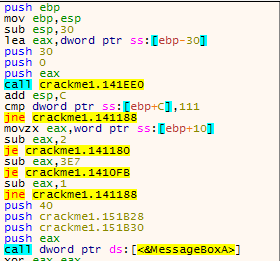 push ebp
mov ebp,esp
sub esp,30
lea eax,dword ptr ss:[ebp-30]
push 30
push 0
push eax
call crackme1.141EE0
add esp,C
cmp dword ptr ss:[ebp+C],111
jne crackme1.141188
movzx eax,word ptr ss:[ebp+10]
sub eax,2
je crackme1.141180
sub eax,3E7
je crackme1.1410FB
sub eax,1
jne crackme1.141188
push 40
push crackme1.151B28
push crackme1.151B30
push eax
call dword ptr ds:[<&MessageBoxA>]
xor eax,eax